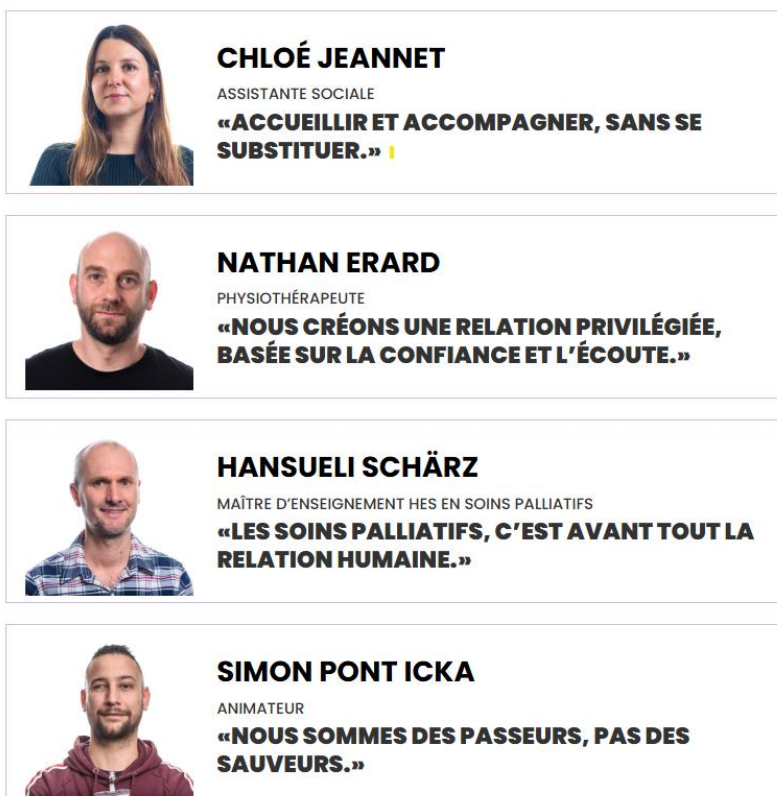 CHLOÉ JEANNET
ASSISTANTE SOCIALE
«ACCUEILLIR ET ACCOMPAGNER, SANS SE
SUBSTITUER.»
NATHAN ERARD
PHYSIOTHÉRAPEUTE
«NOUS CRÉONS UNE RELATION PRIVILÉGIÉE,
BASÉE SUR LA CONFIANCE ET L’ÉCOUTE.»
HANSUELI SCHÄRZ
MAÎTRE D’ENSEIGNEMENT HES EN SOINS PALLIATIFS
«LES SOINS PALLIATIFS, C’EST AVANT TOUT LA
RELATION HUMAINE.»
SIMON PONT ICKA
ANIMATEUR
«NOUS SOMMES DES PASSEURS, PAS DES
SAUVEURS.»